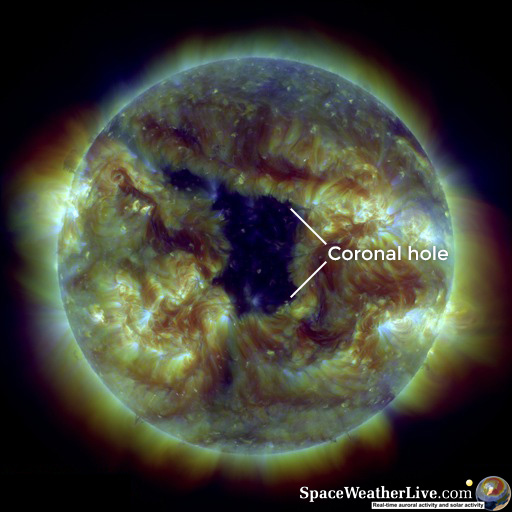 Coronal hole
SpaceWeatherLive.com
Real-time auroral activity and solar activity